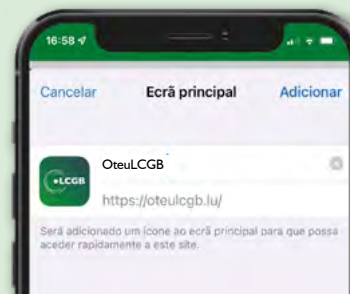 16:58
Cancelar Ecrã principal Adicionar
OteuLCGB
•LCGB
https://oteulcgb.lu/
Será adicionado um ícone ao ecrã principal para que possa
aceder rapidamente a este site.